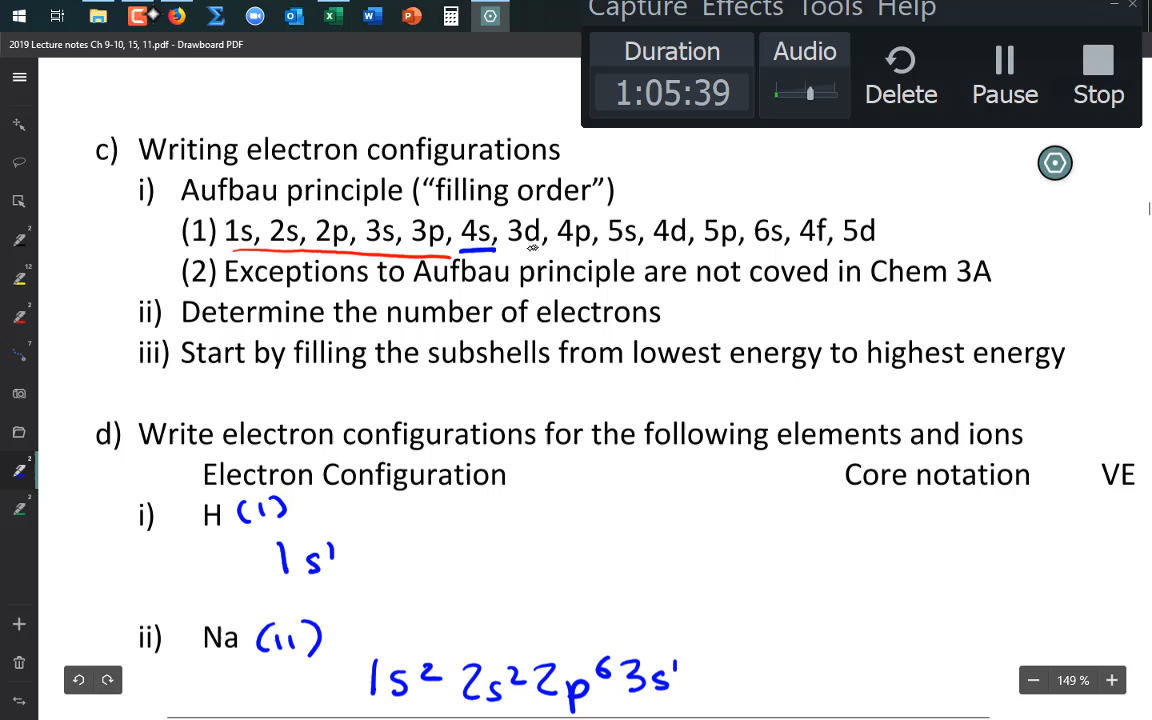 Capture Effects Tools Help
2019 Lecture notes Ch 9-10, 15, 11.pdf - Drawboard PDF
Duration
Audio
1:05:39
Delete
Pause
Stop
c) Writing electron configurations
i) Aufbau principle (“filling order”)
(1) 1s, 2s, 2p, 3s, 3p, 4s, 3d, 4p, 5s, 4d, 5p, 6s, 4f, 5d
(2) Exceptions to Aufbau principle are not coved in Chem 3A
ii) Determine the number of electrons
iii) Start by filling the subshells from lowest energy to highest energy
d) Write electron configurations for the following elements and ions
Electron Configuration Core notation VE
i) H (1)
1s¹
ii) Na (11)
1s² 2s² 2p⁶ 3s¹
149 %